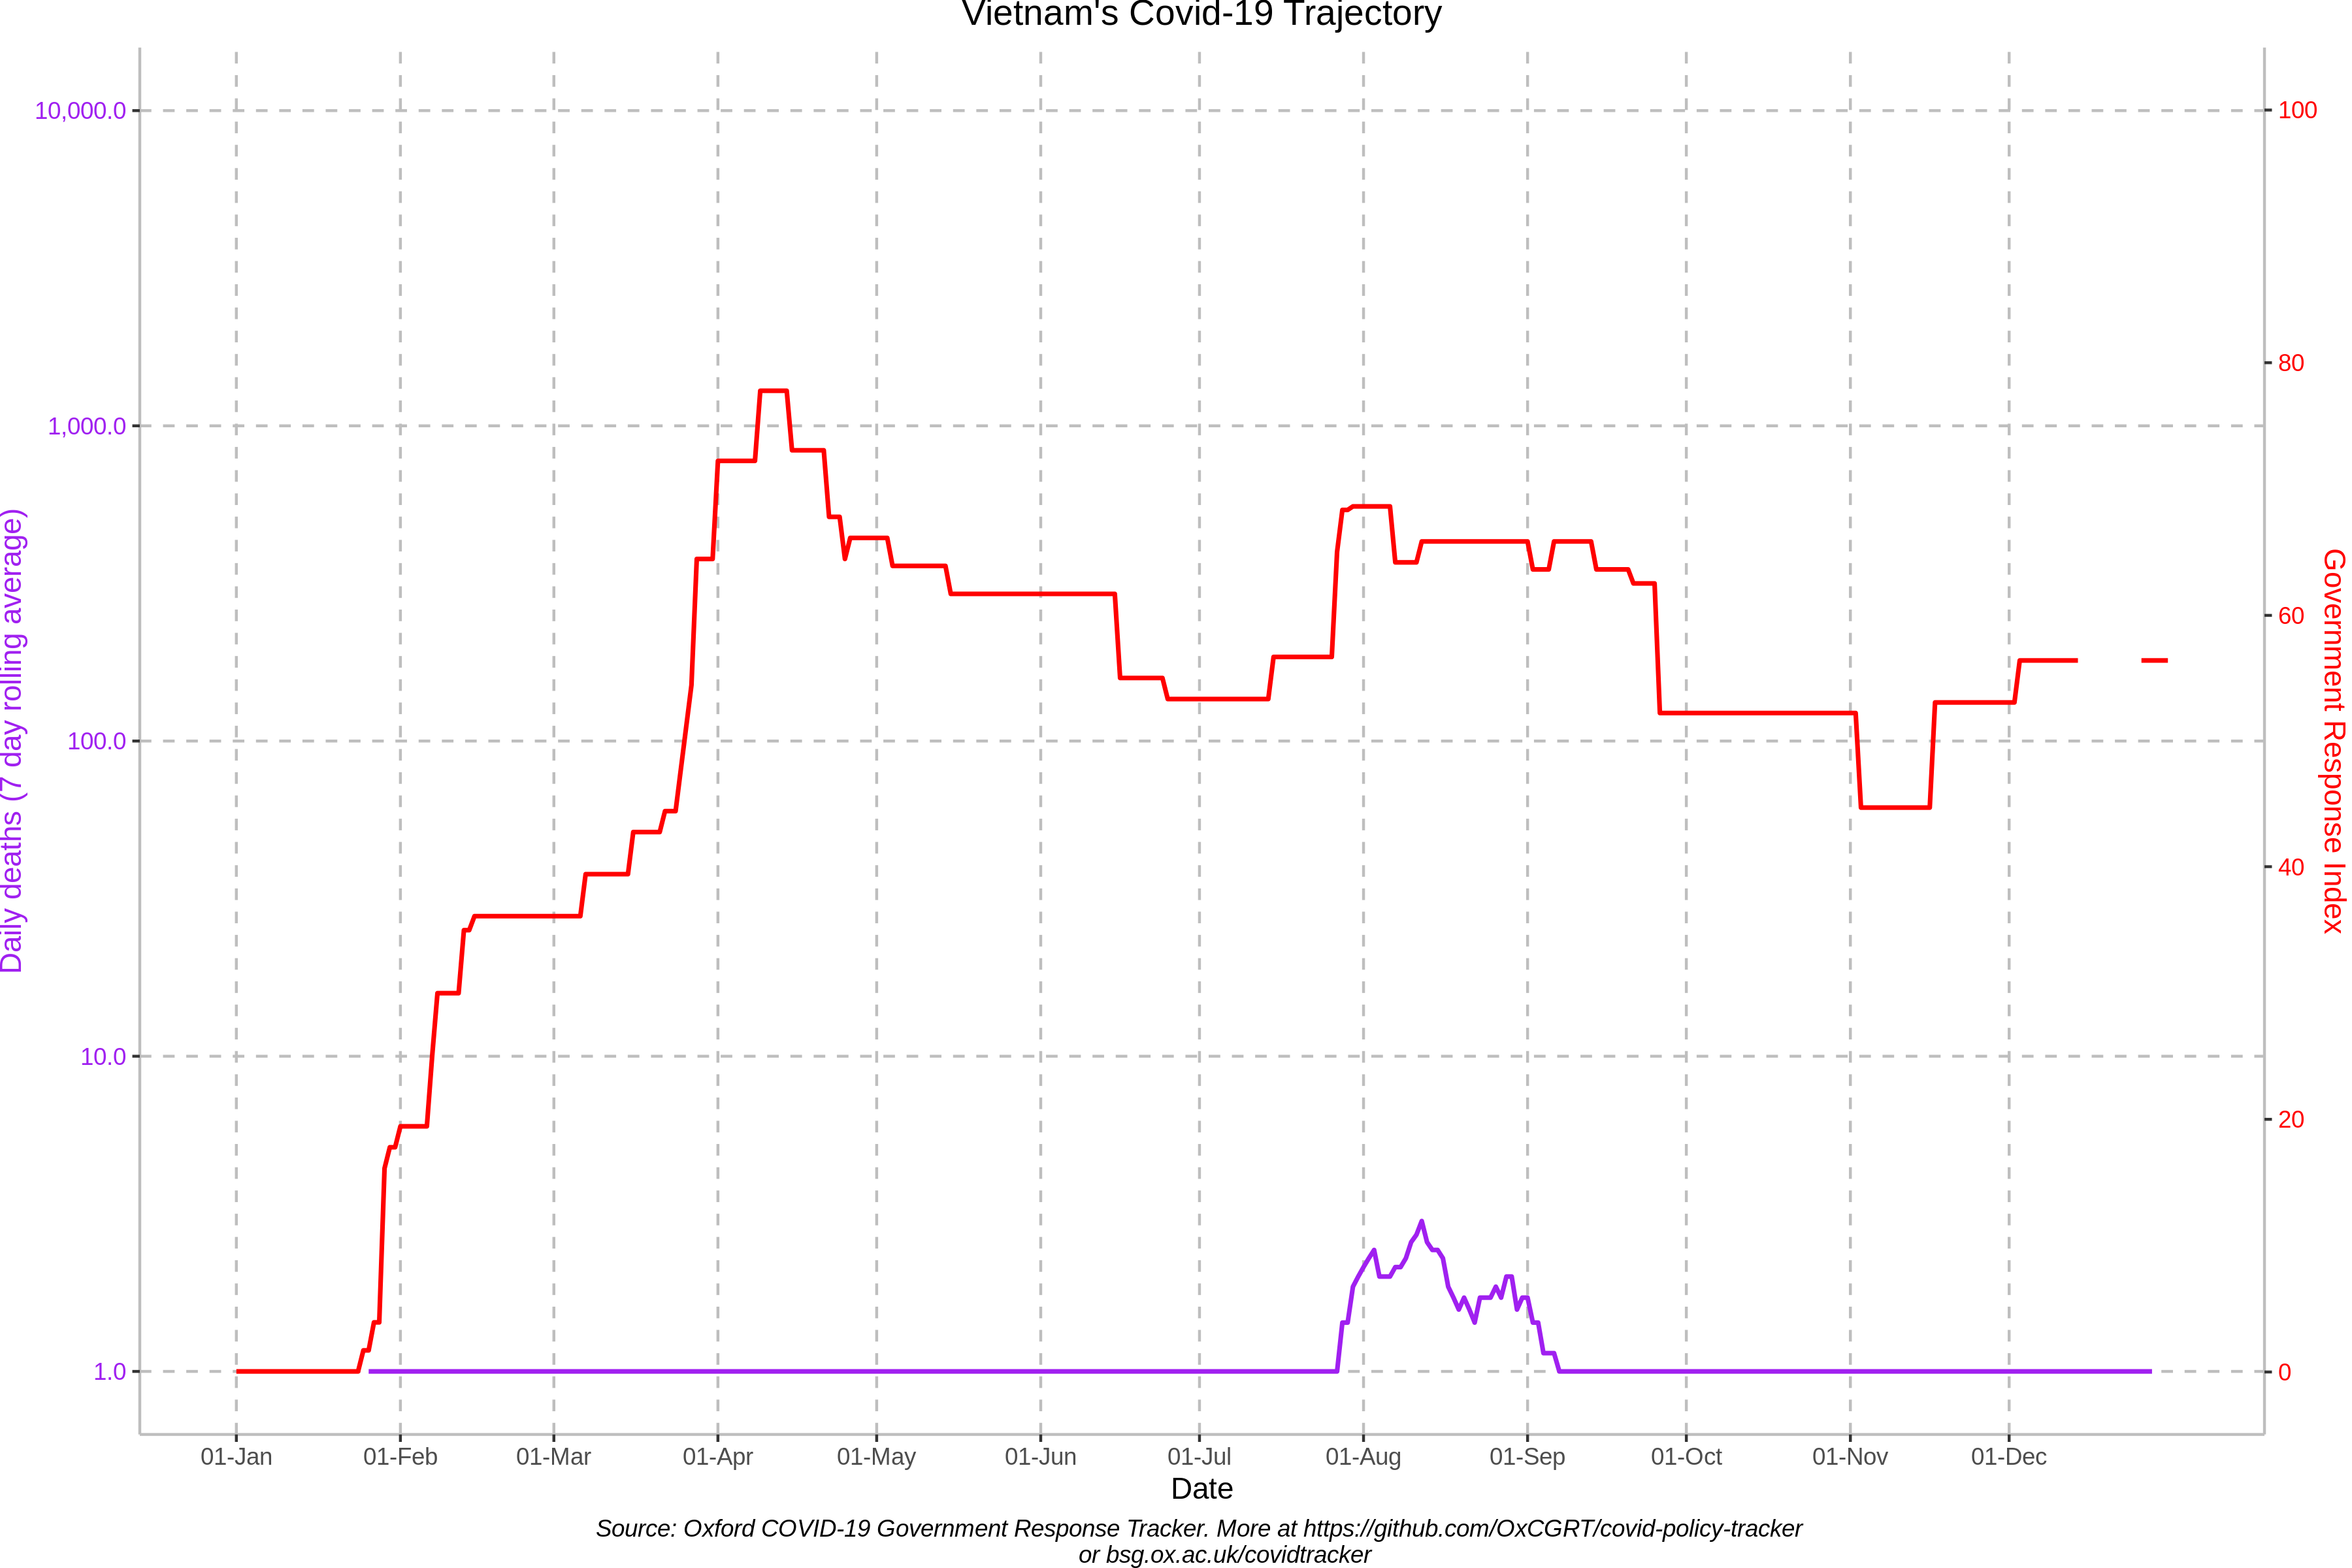 Vietnam's Covid-19 Trajectory
10,000.0
1,000.0
100.0
10.0
1.0
Daily deaths (7 day rolling average)
100
80
60
40
20
0
Government Response Index
01-Jan
01-Feb
01-Mar
01-Apr
01-May
01-Jun
01-Jul
01-Aug
01-Sep
01-Oct
01-Nov
01-Dec
Date
Source: Oxford COVID-19 Government Response Tracker. More at https://github.com/OxCGRT/covid-policy-tracker
or bsg.ox.ac.uk/covidtracker